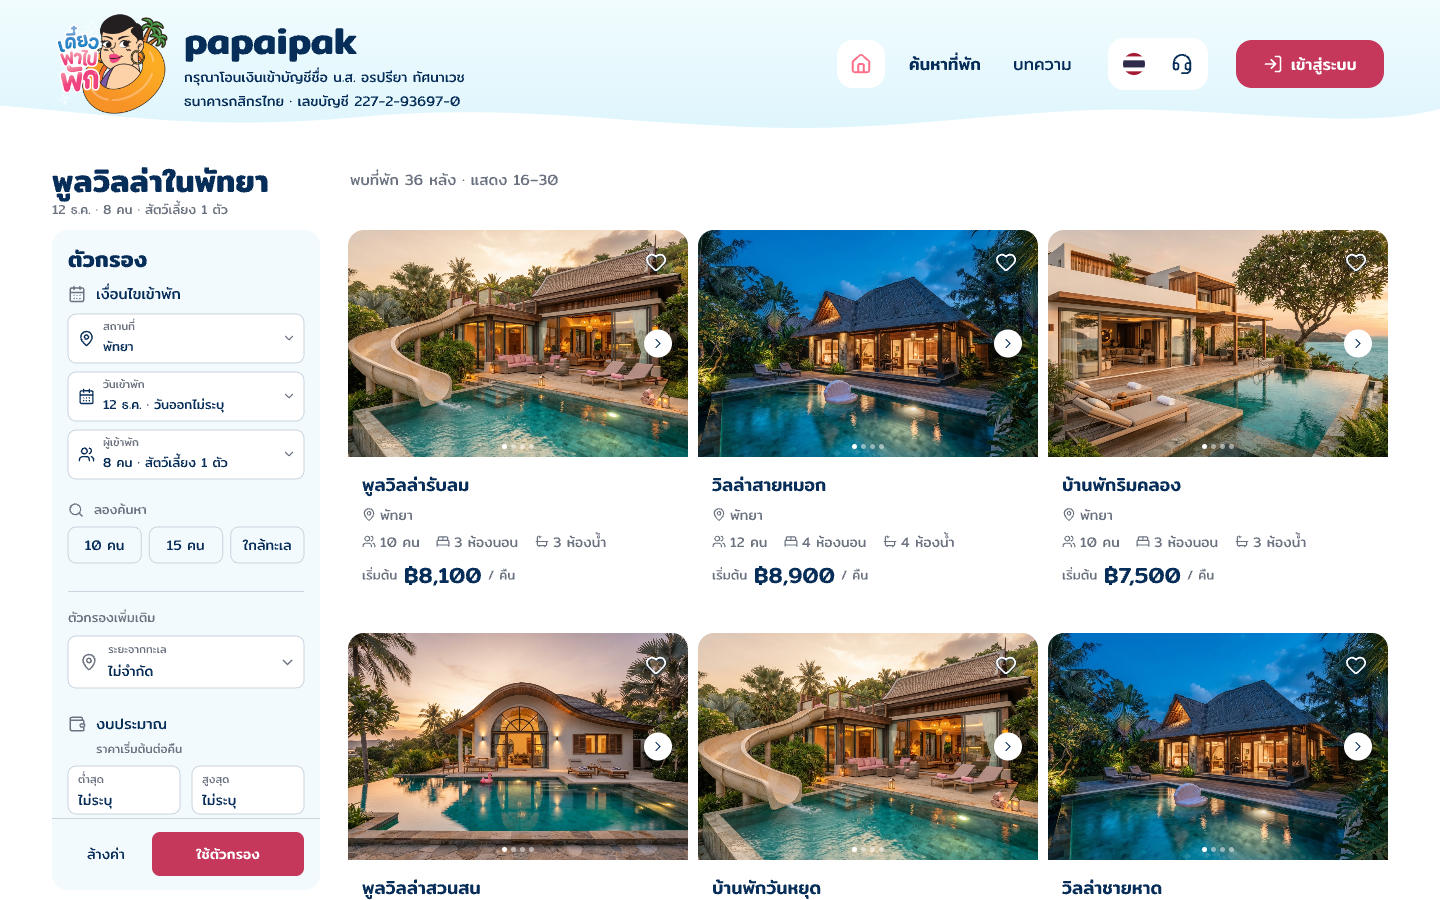 เดี๋ยว
พาไป
พัก
papaipak
กรุณาโอนเงินเข้าบัญชีชื่อ น.ส. อรปรียา ทัศนาเวช
ธนาคารกสิกรไทย · เลขบัญชี 227-2-93697-0
ค้นหาที่พัก
บทความ
เข้าสู่ระบบ
พูลวิลล่าในพัทยา
12 ธ.ค. · 8 คน · สัตว์เลี้ยง 1 ตัว
พบที่พัก 36 หลัง · แสดง 16–30
ตัวกรอง
เงื่อนไขเข้าพัก
สถานที่
พัทยา
วันเข้าพัก
12 ธ.ค. · วันออกไม่ระบุ
ผู้เข้าพัก
8 คน · สัตว์เลี้ยง 1 ตัว
ลองค้นหา
10 คน
15 คน
ใกล้ทะเล
ตัวกรองเพิ่มเติม
ระยะจากทะเล
ไม่จำกัด
งบประมาณ
ราคาเริ่มต้นต่อคืน
ต่ำสุด
ไม่ระบุ
สูงสุด
ไม่ระบุ
ล้างค่า
ใช้ตัวกรอง
พูลวิลล่ารับลม
พัทยา
10 คน 3 ห้องนอน 3 ห้องน้ำ
เริ่มต้น ฿8,100 / คืน
วิลล่าสายหมอก
พัทยา
12 คน 4 ห้องนอน 4 ห้องน้ำ
เริ่มต้น ฿8,900 / คืน
บ้านพักริมคลอง
พัทยา
10 คน 3 ห้องนอน 3 ห้องน้ำ
เริ่มต้น ฿7,500 / คืน
พูลวิลล่าสวนสน
บ้านพักวันหยุด
วิลล่าชายหาด